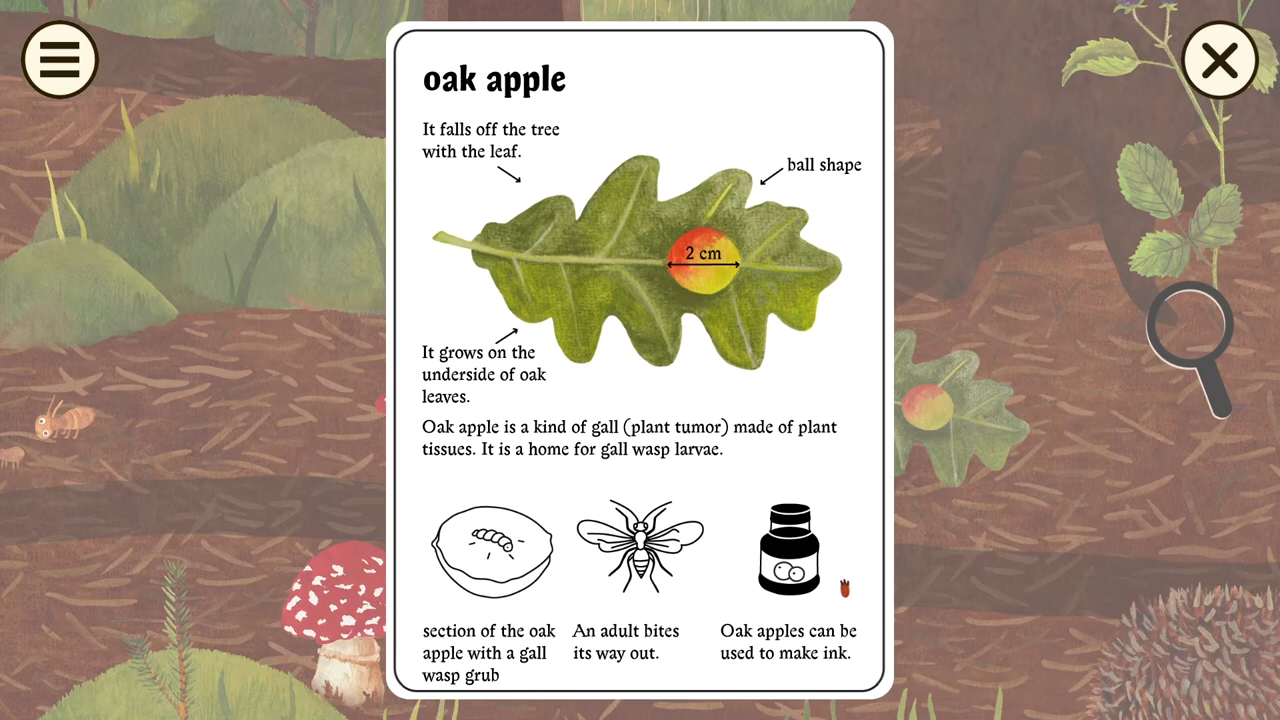 oak apple
It falls off the tree
with the leaf.
ball shape
2 cm
It grows on the
underside of oak
leaves.
Oak apple is a kind of gall (plant tumor) made of plant
tissues. It is a home for gall wasp larvae.
section of the oak
apple with a gall
wasp grub
An adult bites
its way out.
Oak apples can be
used to make ink.